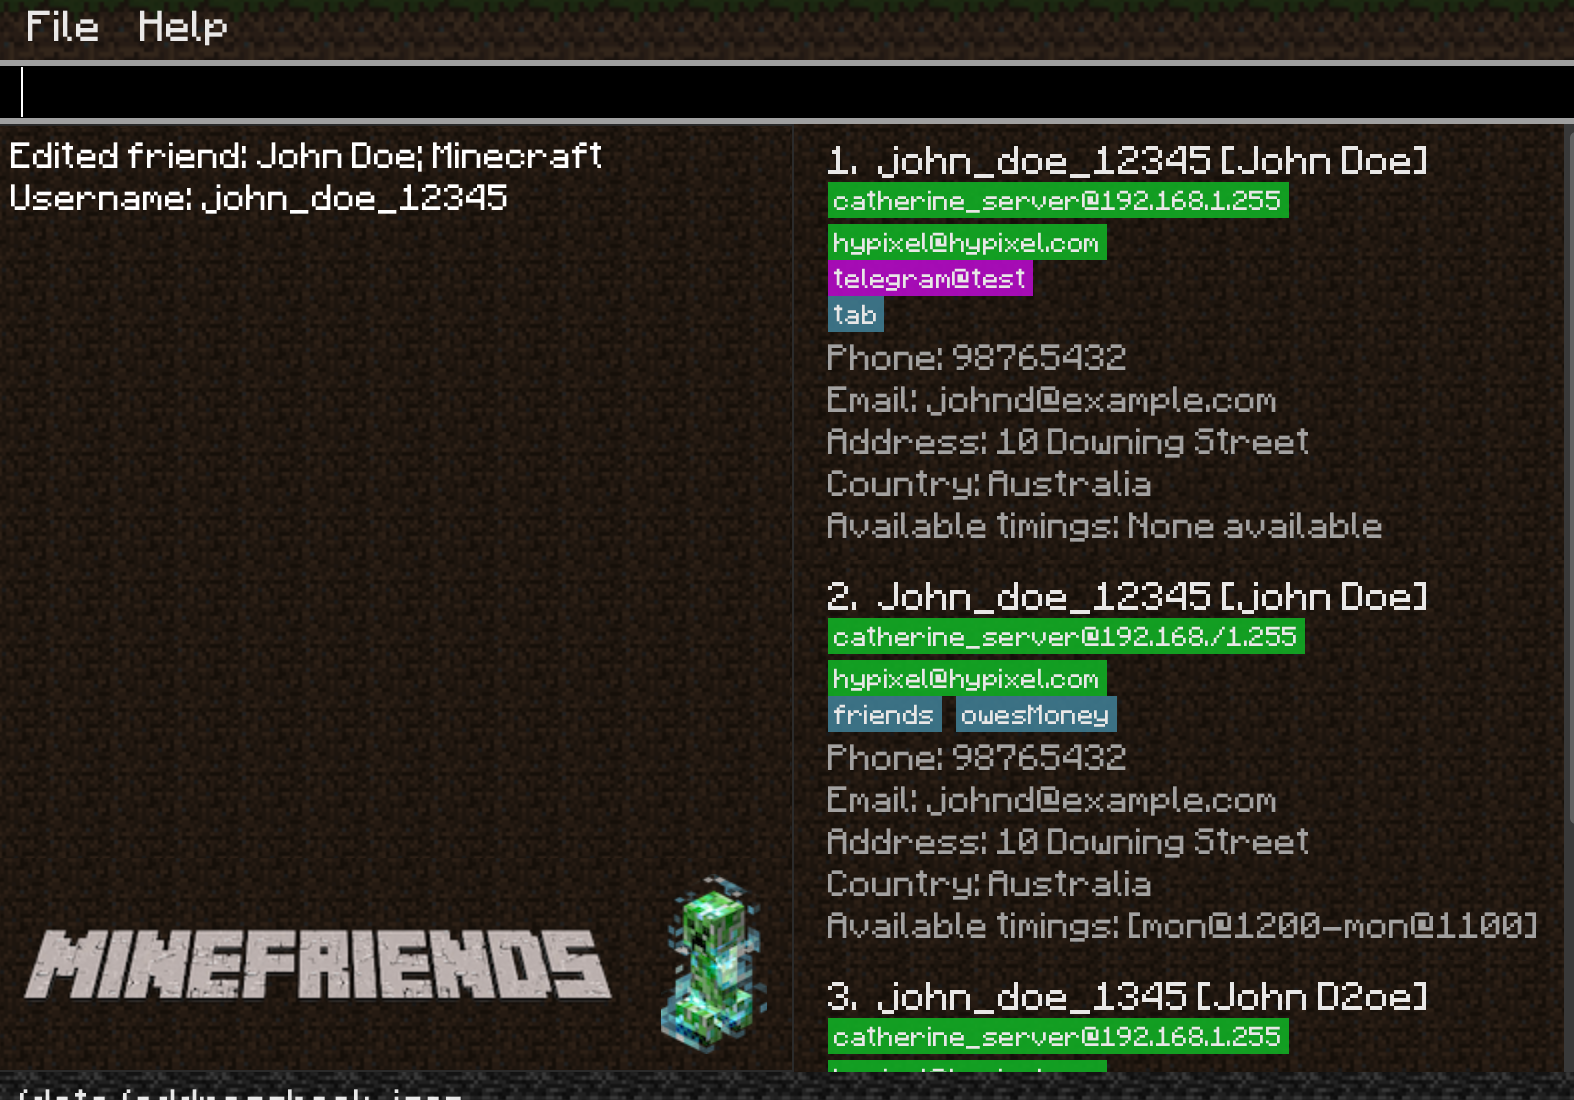 File Help
Edited friend: John Doe; Minecraft
Username: john_doe_12345
MINEFRIENDS
1. john_doe_12345 [John Doe]
catherine_server@192.168.1.255
hypixel@hypixel.com
telegram@test
tab
Phone: 98765432
Email: johnd@example.com
Address: 10 Downing Street
Country: Australia
Available timings: None available
2. John_doe_12345 [john Doe]
catherine_server@192.168./1.255
hypixel@hypixel.com
friends owesMoney
Phone: 98765432
Email: johnd@example.com
Address: 10 Downing Street
Country: Australia
Available timings: [mon@1200-mon@1100]
3. john_doe_1345 [John D2oe]
catherine_server@192.168.1.255